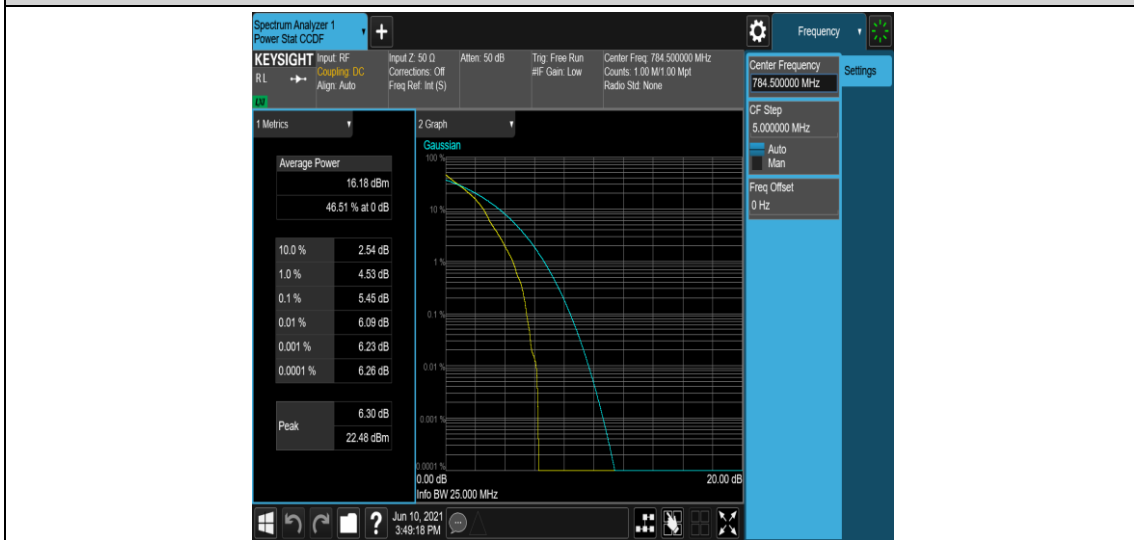 Spectrum Analyzer 1
Power Stat CCDF
Frequency
KEYSIGHT
RL
LXI
Input: RF
Coupling: DC
Align: Auto
Input Z: 50 Ω
Corrections: Off
Freq Ref: Int (S)
Atten: 50 dB
Trig: Free Run
#IF Gain: Low
Center Freq: 784.500000 MHz
Counts: 1.00 M/1.00 Mpt
Radio Std: None
Center Frequency
784.500000 MHz
Settings
CF Step
5.000000 MHz
Auto
Man
Freq Offset
0 Hz
1 Metrics
Average Power
16.18 dBm
46.51 % at 0 dB
10.0 % 2.54 dB
1.0 % 4.53 dB
0.1 % 5.45 dB
0.01 % 6.09 dB
0.001 % 6.23 dB
0.0001 % 6.26 dB
Peak
6.30 dB
22.48 dBm
2 Graph
Gaussian
100 %
10 %
1 %
0.1 %
0.01 %
0.001 %
0.0001 %
0.00 dB 20.00 dB
Info BW 25.000 MHz
?
Jun 10, 2021
3:49:18 PM